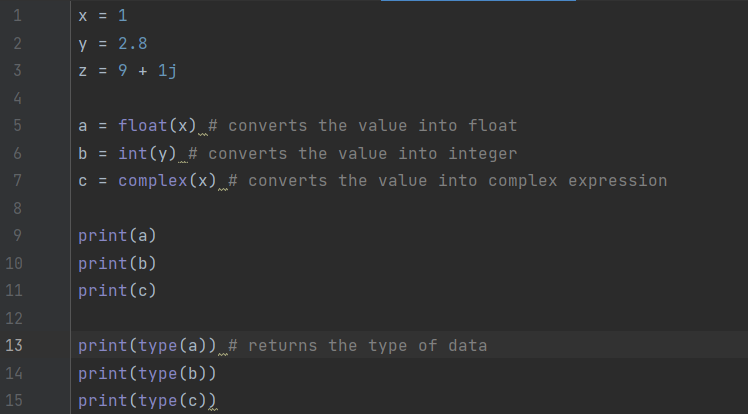 1 x = 1
2 y = 2.8
3 z = 9 + 1j
4
5 a = float(x) # converts the value into float
6 b = int(y) # converts the value into integer
7 c = complex(x) # converts the value into complex expression
8
9 print(a)
10 print(b)
11 print(c)
12
13 print(type(a)) # returns the type of data
14 print(type(b))
15 print(type(c))